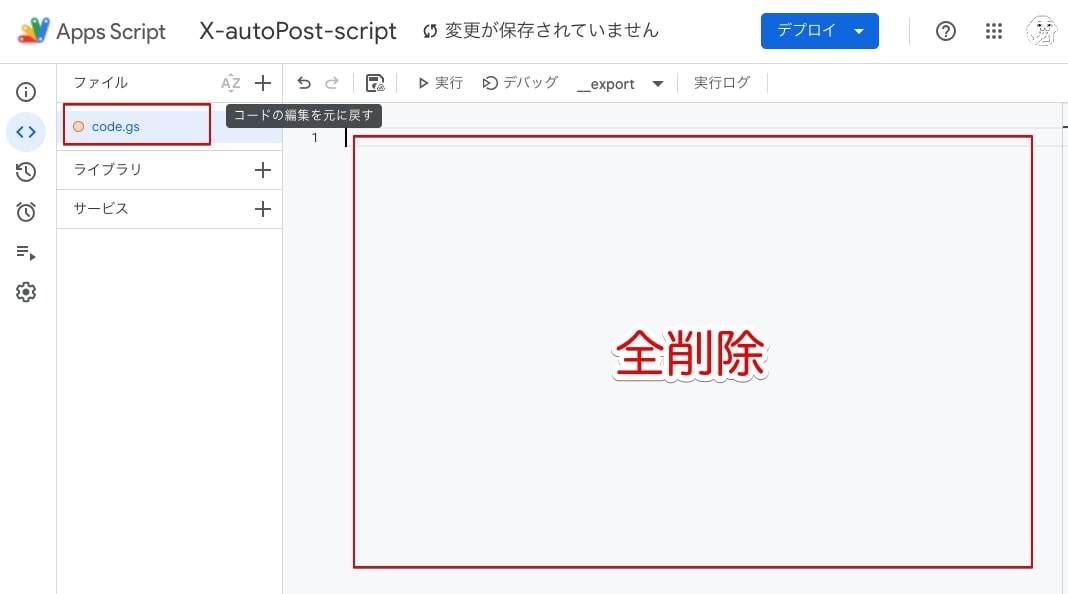 Apps Script
X-autoPost-script
変更が保存されていません
デプロイ
ファイル
AZ
実行
デバッグ
__export
実行ログ
code.gs
コードの編集を元に戻す
1
ライブラリ
サービス
全削除